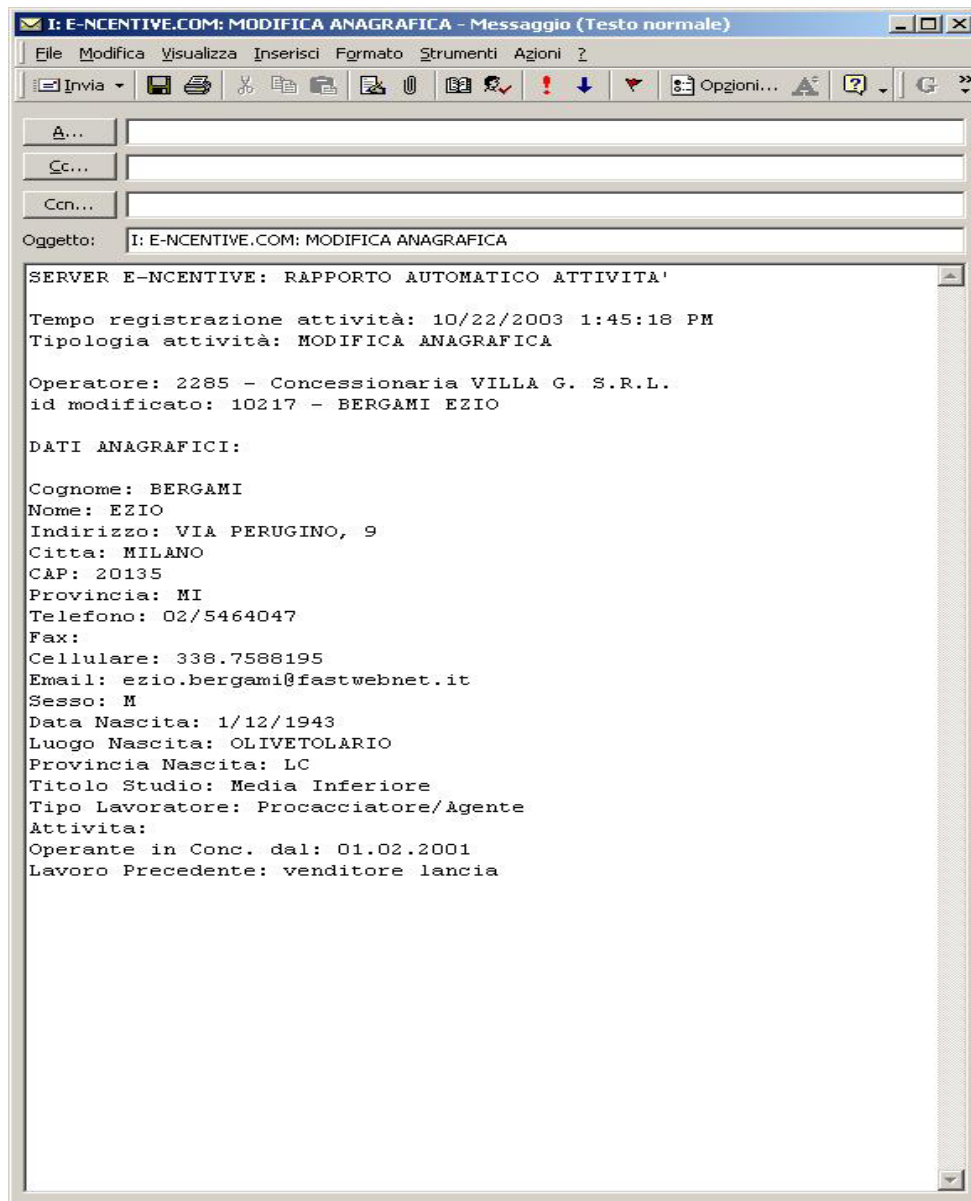 I: E-NCENTIVE.COM: MODIFICA ANAGRAFICA - Messaggio (Testo normale)
File Modifica Visualizza Inserisci Formato Strumenti Azioni ?
Invia Opzioni... A G
A...
Cc...
Ccn...
Oggetto: I: E-NCENTIVE.COM: MODIFICA ANAGRAFICA
SERVER E-NCENTIVE: RAPPORTO AUTOMATICO ATTIVITA'
Tempo registrazione attività: 10/22/2003 1:45:18 PM
Tipologia attività: MODIFICA ANAGRAFICA
Operatore: 2285 - Concessionaria VILLA G. S.R.L.
id modificato: 10217 - BERGAMI EZIO
DATI ANAGRAFICI:
Cognome: BERGAMI
Nome: EZIO
Indirizzo: VIA PERUGINO, 9
Citta: MILANO
CAP: 20135
Provincia: MI
Telefono: 02/5464047
Fax:
Cellulare: 338.7588195
Email: ezio.bergami@fastwebnet.it
Sesso: M
Data Nascita: 1/12/1943
Luogo Nascita: OLIVETOLARIO
Provincia Nascita: LC
Titolo Studio: Media Inferiore
Tipo Lavoratore: Procacciatore/Agente
Attivita:
Operante in Conc. dal: 01.02.2001
Lavoro Precedente: venditore lancia